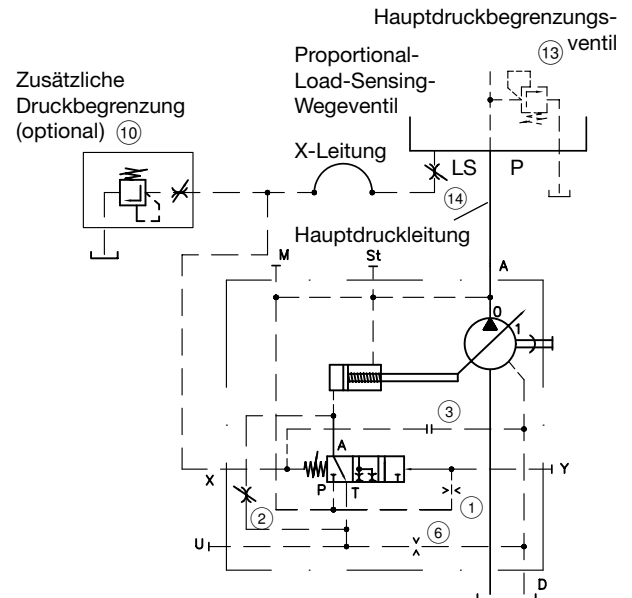 Hauptdruckbegrenzungs-
ventil
13
Proportional-
Load-Sensing-
Wegeventil
Zusätzliche
Druckbegrenzung
(optional) 10
X-Leitung
LS P
14
Hauptdruckleitung
M St A
0 1
3
A
X P T Y
1
2
6
U
D